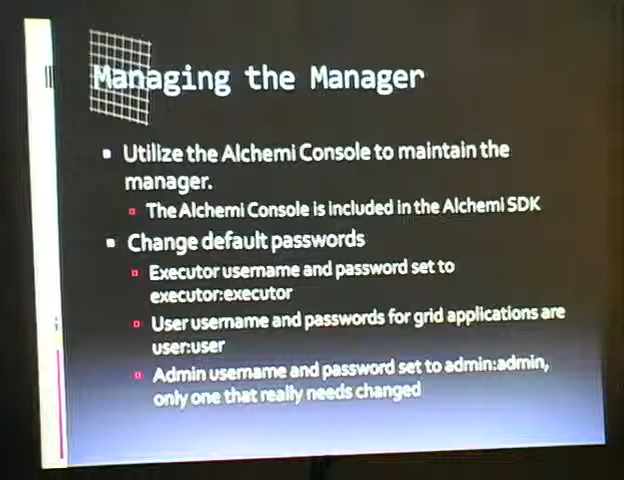 Managing the Manager
Utilize the Alchemi Console to maintain the
manager.
The Alchemi Console is included in the Alchemi SDK
Change default passwords
Executor username and password set to
executor:executor
User username and passwords for grid applications are
user:user
Admin username and password set to admin:admin,
only one that really needs changed